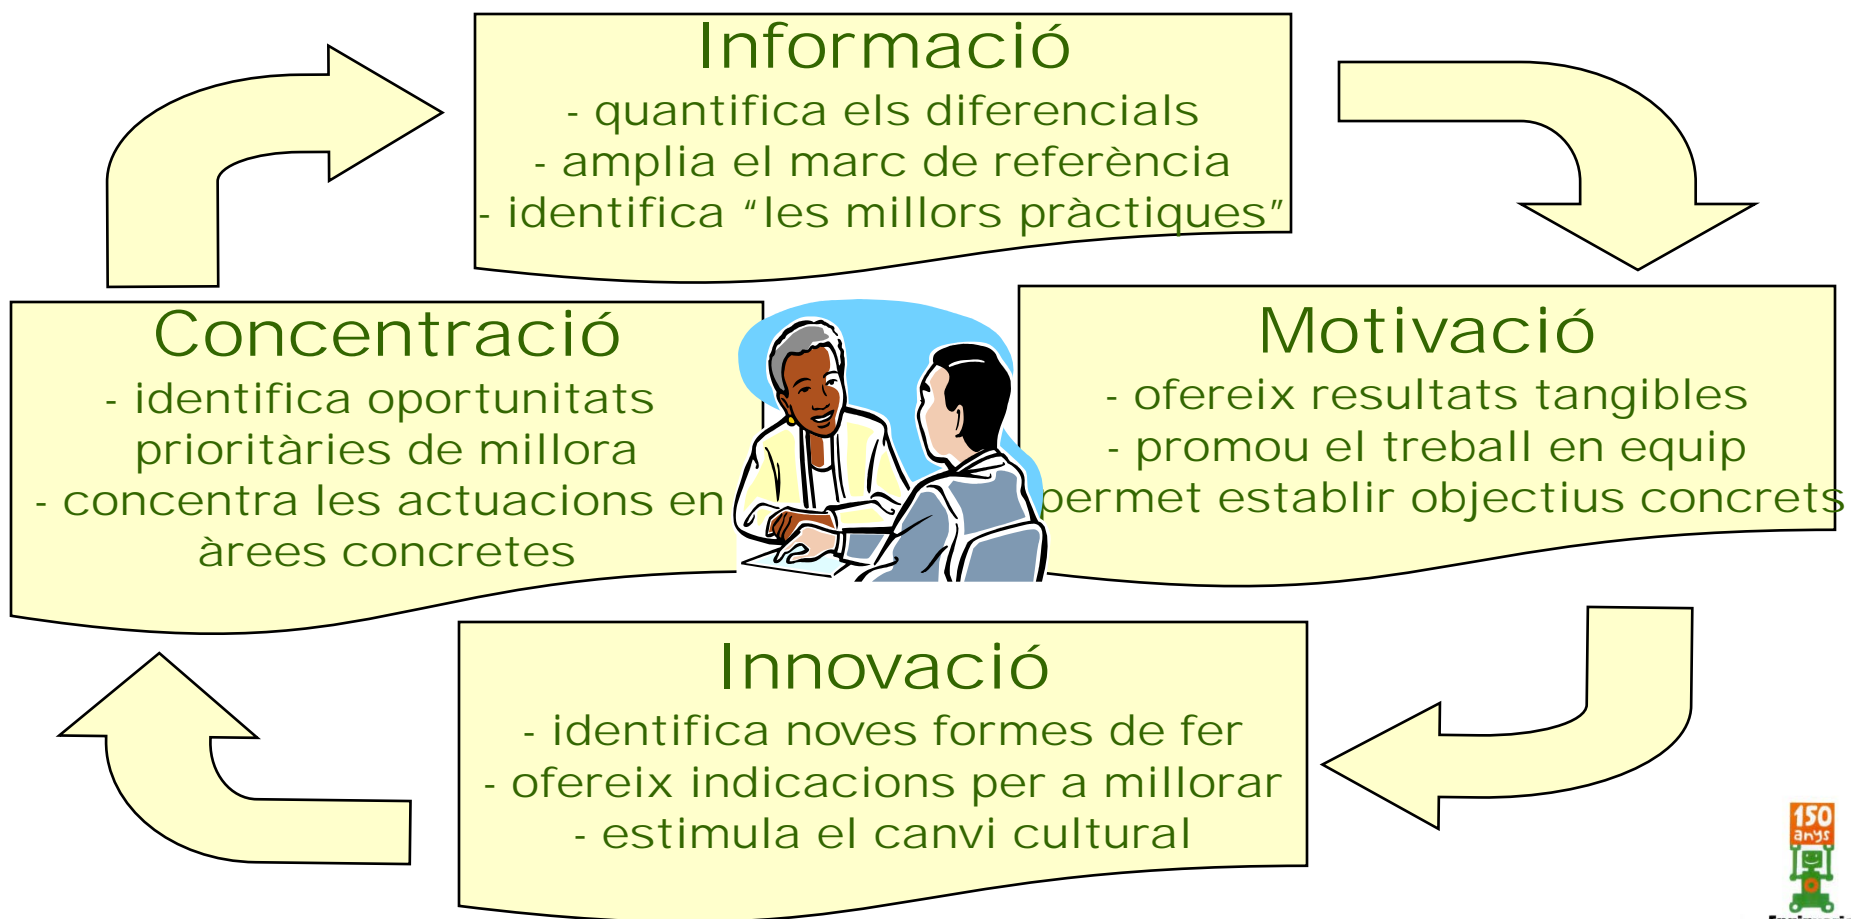 Informació
- quantifica els diferencials
- amplia el marc de referència
- identifica “les millors pràctiques”
Concentració
- identifica oportunitats
prioritàries de millora
- concentra les actuacions en
àrees concretes
Motivació
- ofereix resultats tangibles
- promou el treball en equip
permet establir objectius concrets
Innovació
- identifica noves formes de fer
- ofereix indicacions per a millorar
- estimula el canvi cultural
150
anys